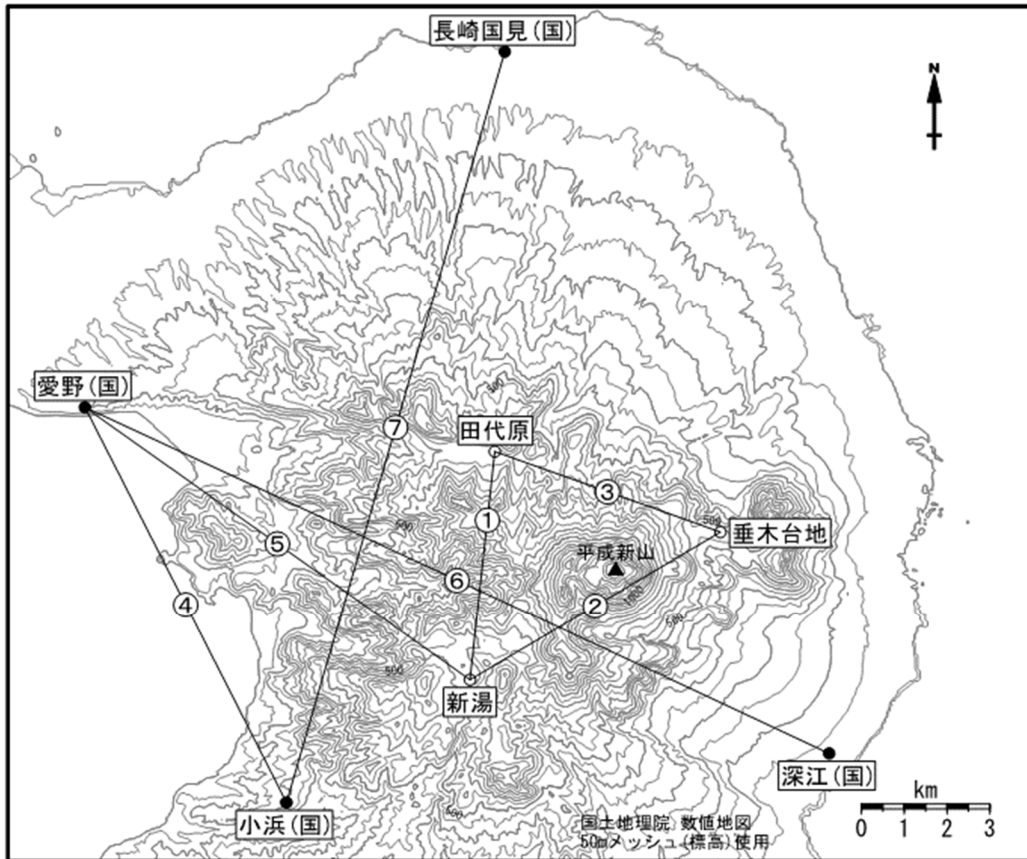 長崎国見(国)
N
愛野(国)
⑦
田代原
③
500
①
500
垂木台地
平成新山
⑤
500
⑥
②
1000
④
500
500
新湯
深江(国)
小浜(国)
500
km
0 1 2 3
国土地理院 数値地図
50mメッシュ(標高)使用